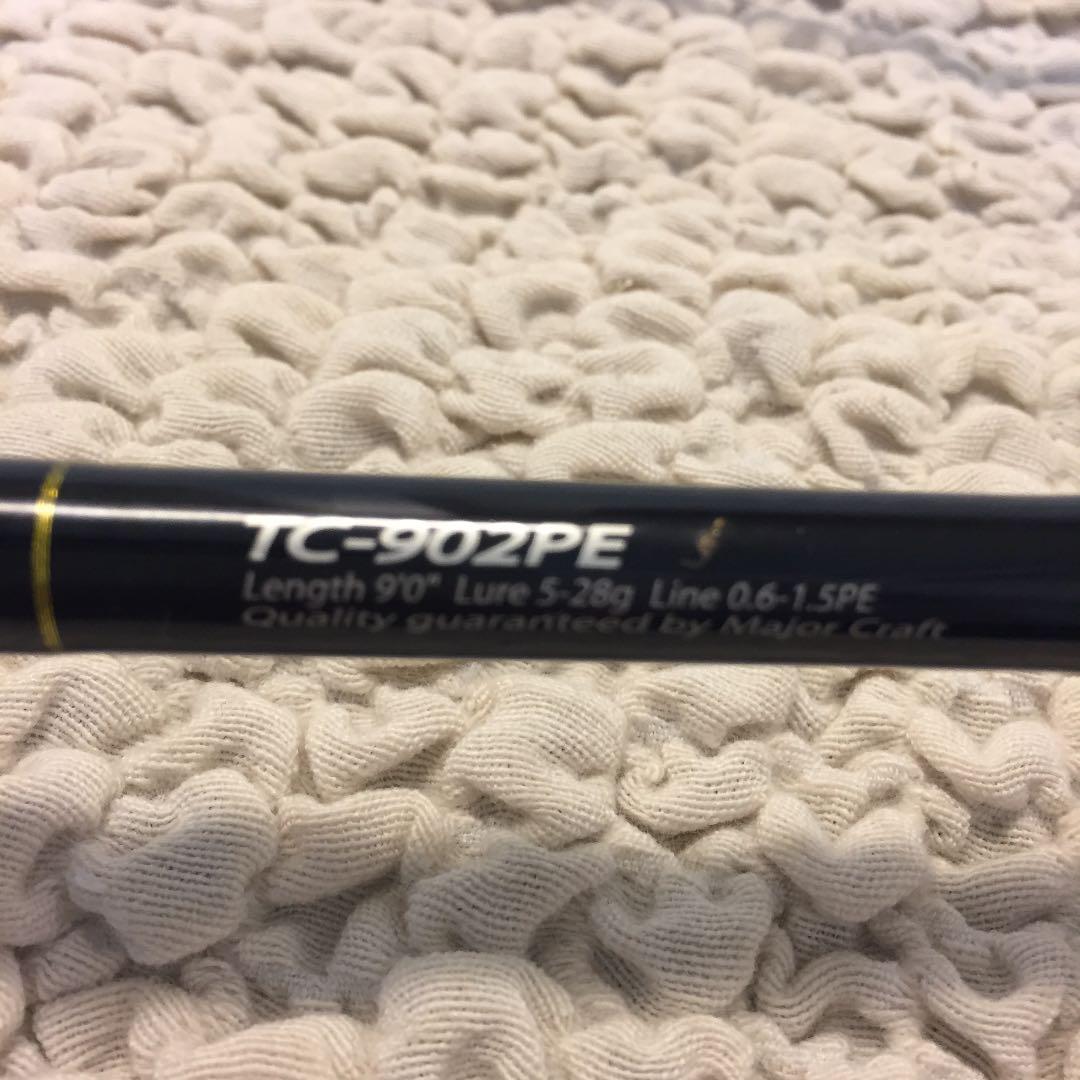 TC-902PE
Length 9'0" Lure 5-28g Line 0.6-1.5PE
Quality guaranteed by Major Craft